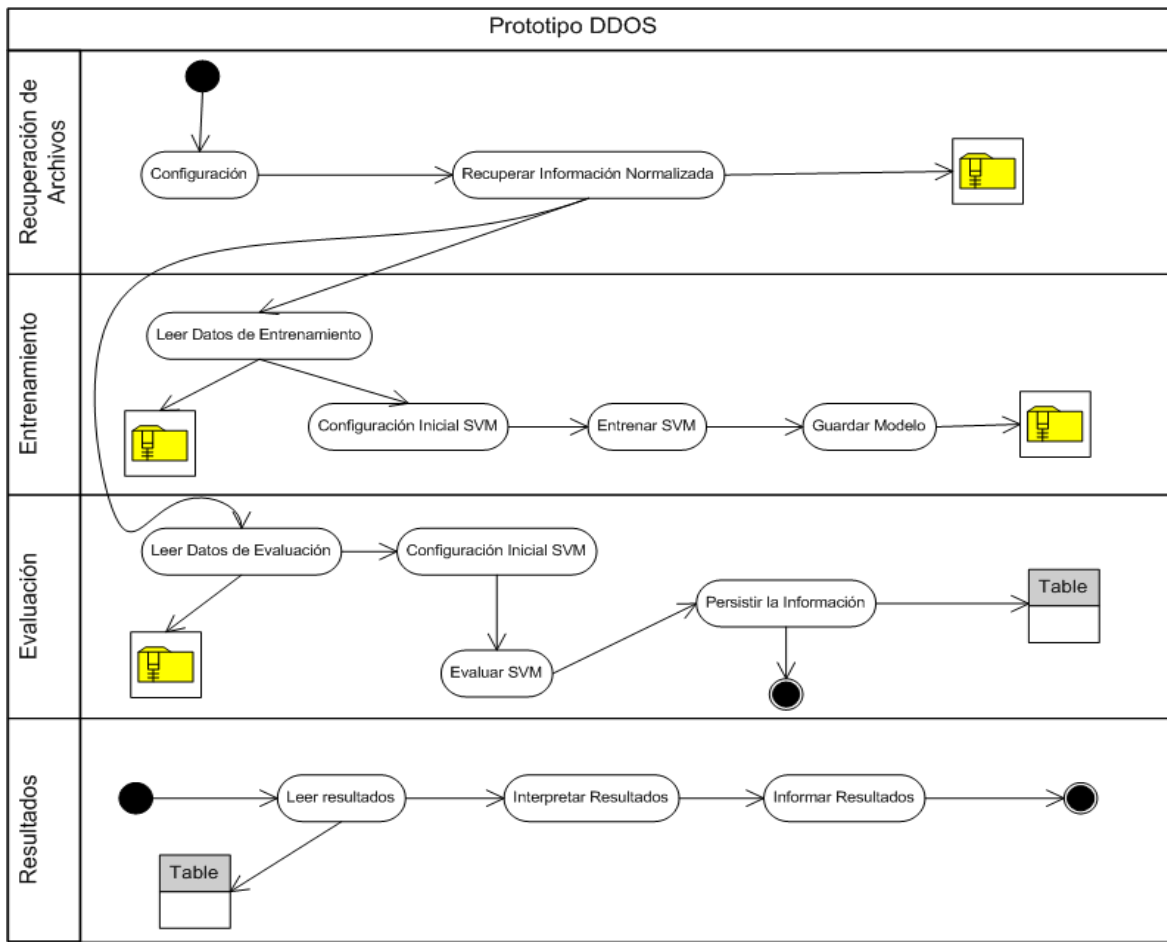 Prototipo DDOS
Recuperación de
Archivos
Configuración
Recuperar Información Normalizada
Entrenamiento
Leer Datos de Entrenamiento
Configuración Inicial SVM
Entrenar SVM
Guardar Modelo
Evaluación
Leer Datos de Evaluación
Configuración Inicial SVM
Persistir la Información
Table
Evaluar SVM
Resultados
Leer resultados
Interpretar Resultados
Informar Resultados
Table